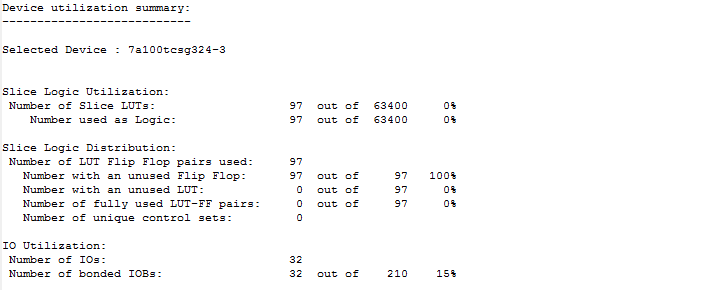 Device utilization summary:
---------------------------
Selected Device : 7a100tcsg324-3
Slice Logic Utilization:
Number of Slice LUTs: 97 out of 63400 0%
Number used as Logic: 97 out of 63400 0%
Slice Logic Distribution:
Number of LUT Flip Flop pairs used: 97
Number with an unused Flip Flop: 97 out of 97 100%
Number with an unused LUT: 0 out of 97 0%
Number of fully used LUT-FF pairs: 0 out of 97 0%
Number of unique control sets: 0
IO Utilization:
Number of IOs: 32
Number of bonded IOBs: 32 out of 210 15%